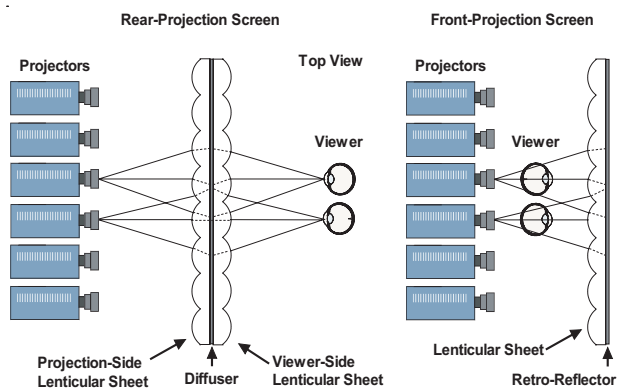 Rear-Projection Screen
Front-Projection Screen
Projectors
Top View
Viewer
Projectors
Viewer
Projection-Side
Lenticular Sheet
Diffuser
Viewer-Side
Lenticular Sheet
Lenticular Sheet
Retro-Reflector